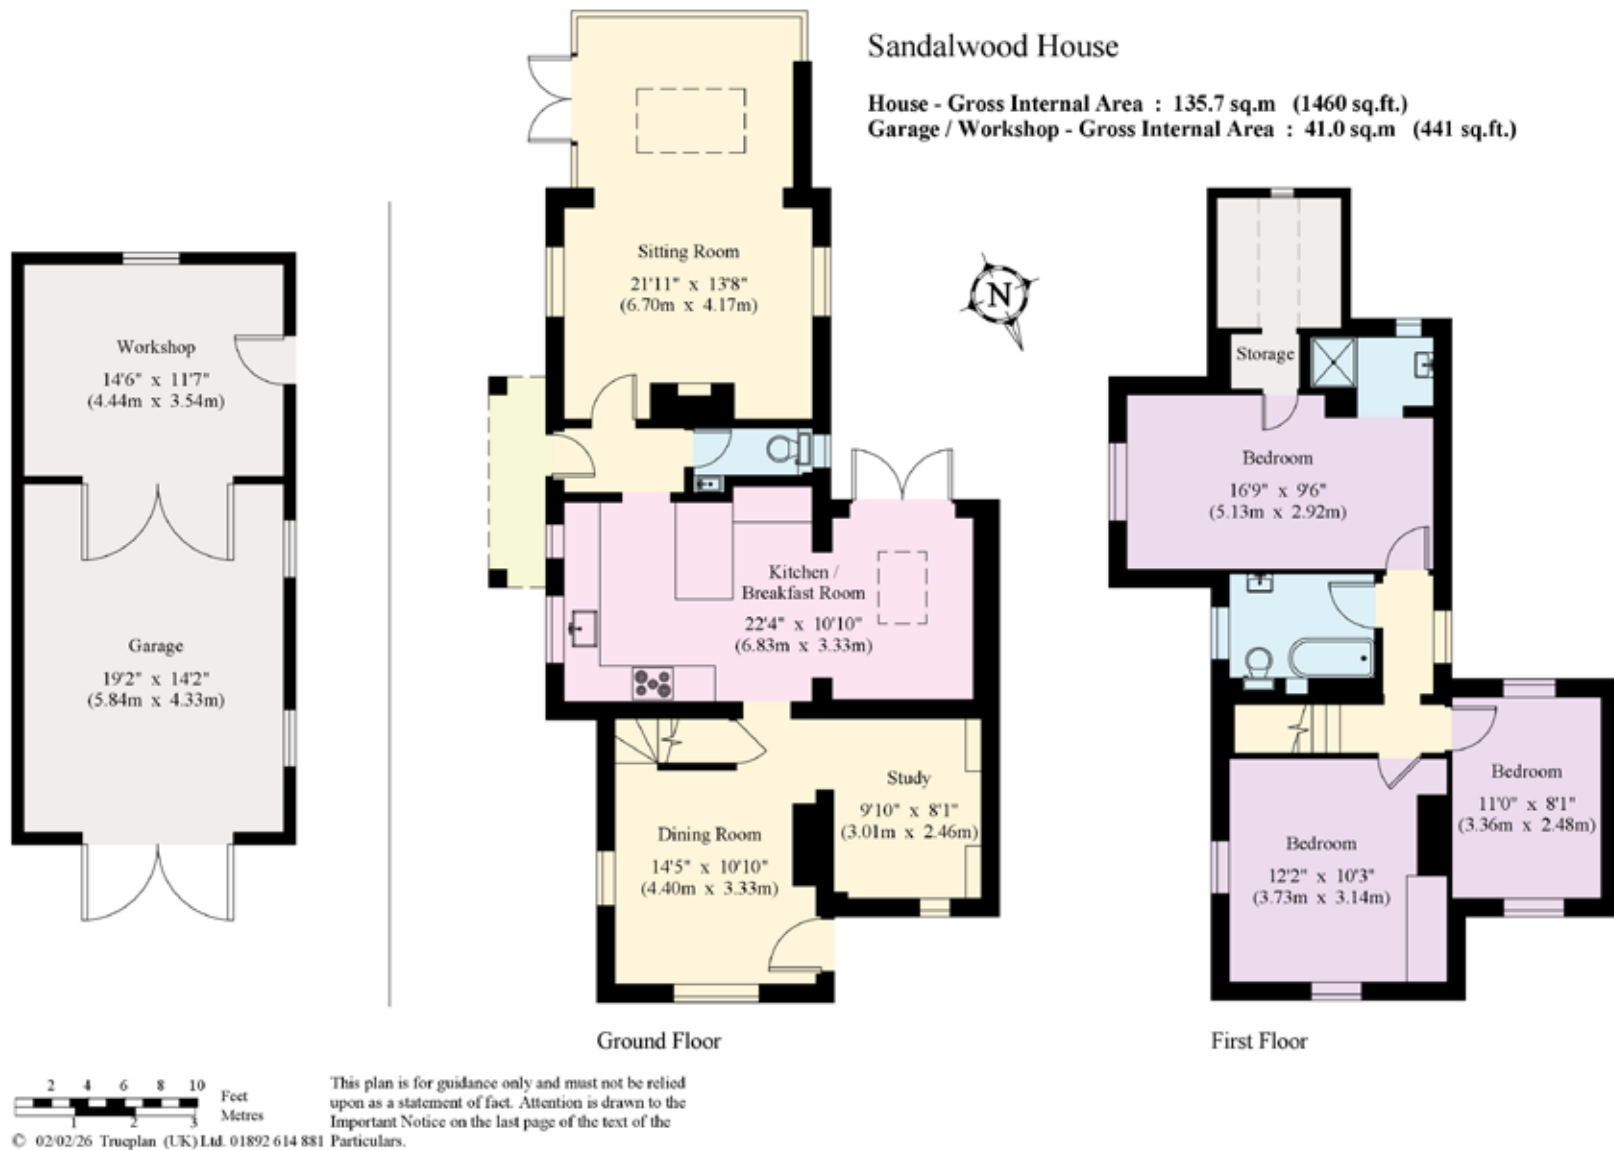 Sandalwood House
House - Gross Internal Area : 135.7 sq.m (1460 sq.ft.)
Garage / Workshop - Gross Internal Area : 41.0 sq.m (441 sq.ft.)
Workshop
14'6" x 11'7"
(4.44m x 3.54m)
Garage
19'2" x 14'2"
(5.84m x 4.33m)
Sitting Room
21'11" x 13'8"
(6.70m x 4.17m)
Kitchen /
Breakfast Room
22'4" x 10'10"
(6.83m x 3.33m)
Study
9'10" x 8'1"
(3.01m x 2.46m)
Dining Room
14'5" x 10'10"
(4.40m x 3.33m)
N
Storage
Bedroom
16'9" x 9'6"
(5.13m x 2.92m)
Bedroom
11'0" x 8'1"
(3.36m x 2.48m)
Bedroom
12'2" x 10'3"
(3.73m x 3.14m)
Ground Floor
First Floor
2 4 6 8 10
Feet
Metres
1 2 3
This plan is for guidance only and must not be relied
upon as a statement of fact. Attention is drawn to the
Important Notice on the last page of the text of the
Particulars.
© 02/02/26 Trueplan (UK) Ltd. 01892 614 881